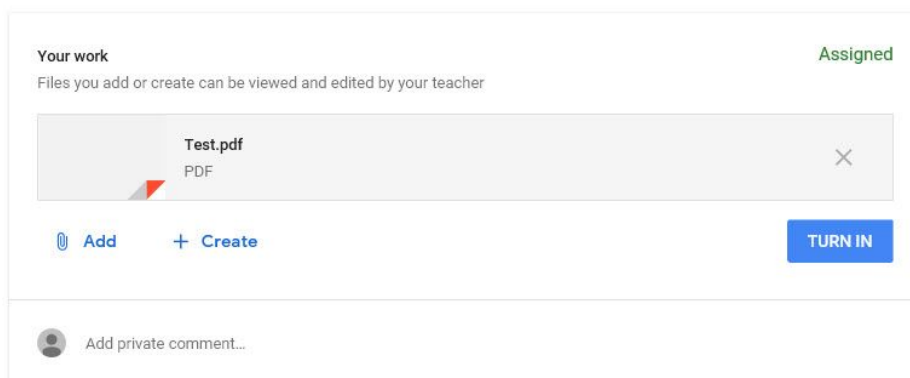 Your work
Assigned
Files you add or create can be viewed and edited by your teacher
Test.pdf
PDF
Add
+ Create
TURN IN
Add private comment...